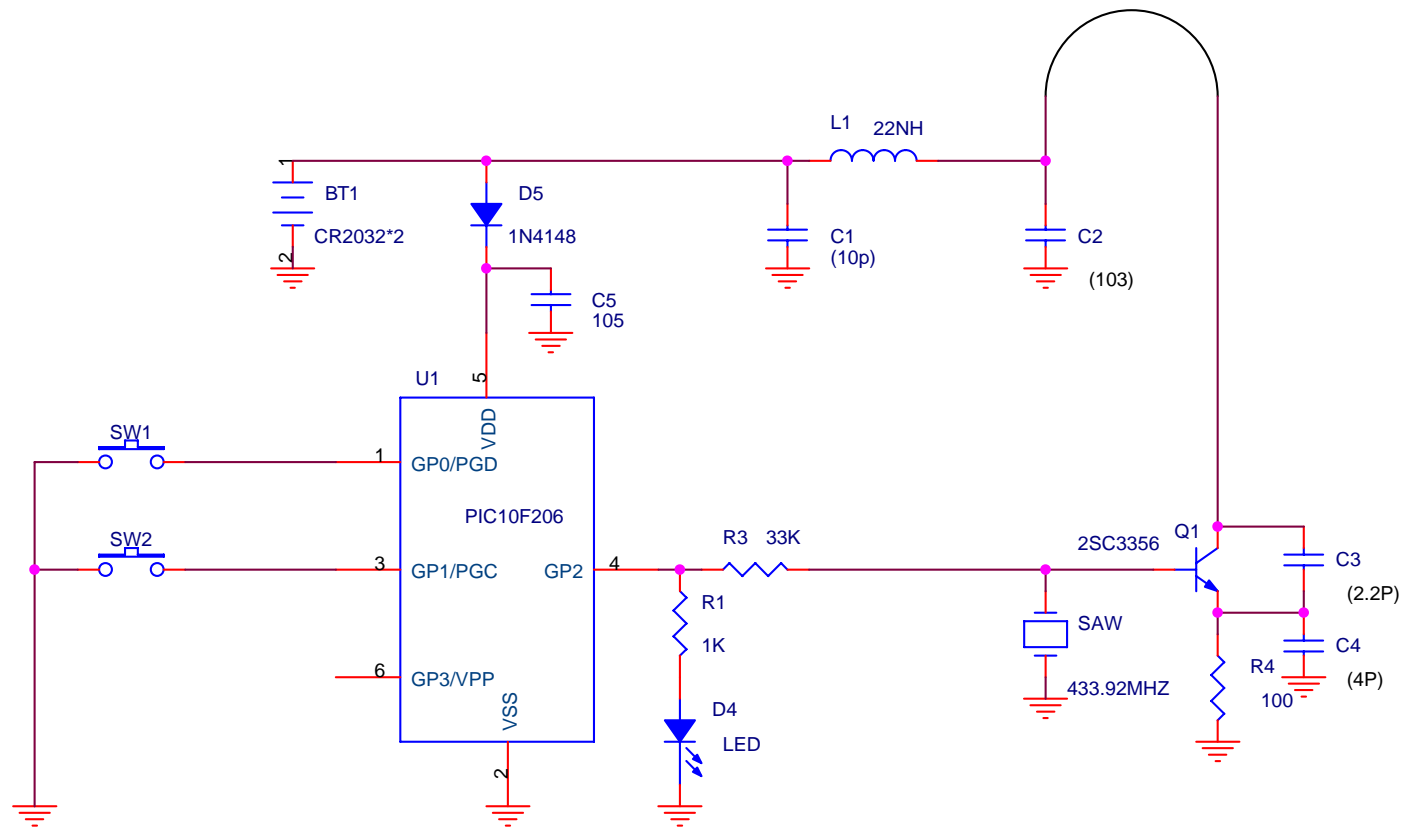 L1 22NH
1
BT1
CR2032*2
2
D5
1N4148
C1
(10p)
C2
(103)
C5
105
U1
5
VDD
SW1
1
GP0/PGD
PIC10F206
SW2
3
GP1/PGC
GP2
4
6
GP3/VPP
VSS
2
R3 33K
R1
1K
D4
LED
2SC3356
Q1
C3
(2.2P)
SAW
433.92MHZ
C4
(4P)
R4
100